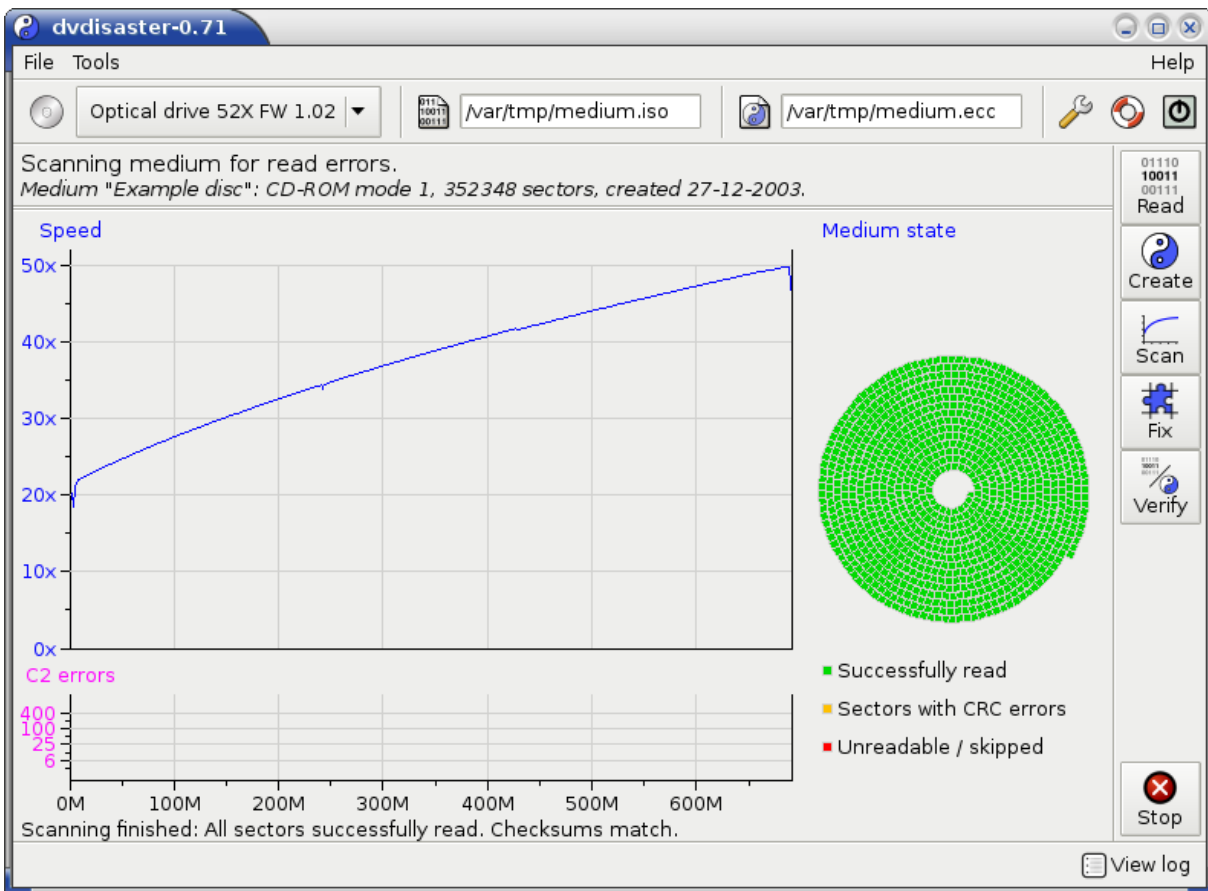 dvdisaster-0.71
File Tools Help
Optical drive 52X FW 1.02 /var/tmp/medium.iso /var/tmp/medium.ecc
Scanning medium for read errors.
Medium "Example disc": CD-ROM mode 1, 352348 sectors, created 27-12-2003.
Speed
50x
40x
30x
20x
10x
0x
C2 errors
400
100
25
6
0M 100M 200M 300M 400M 500M 600M
Medium state
Successfully read
Sectors with CRC errors
Unreadable / skipped
Scanning finished: All sectors successfully read. Checksums match.
01110
10011
00111
Read
Create
Scan
Fix
Verify
Stop
View log